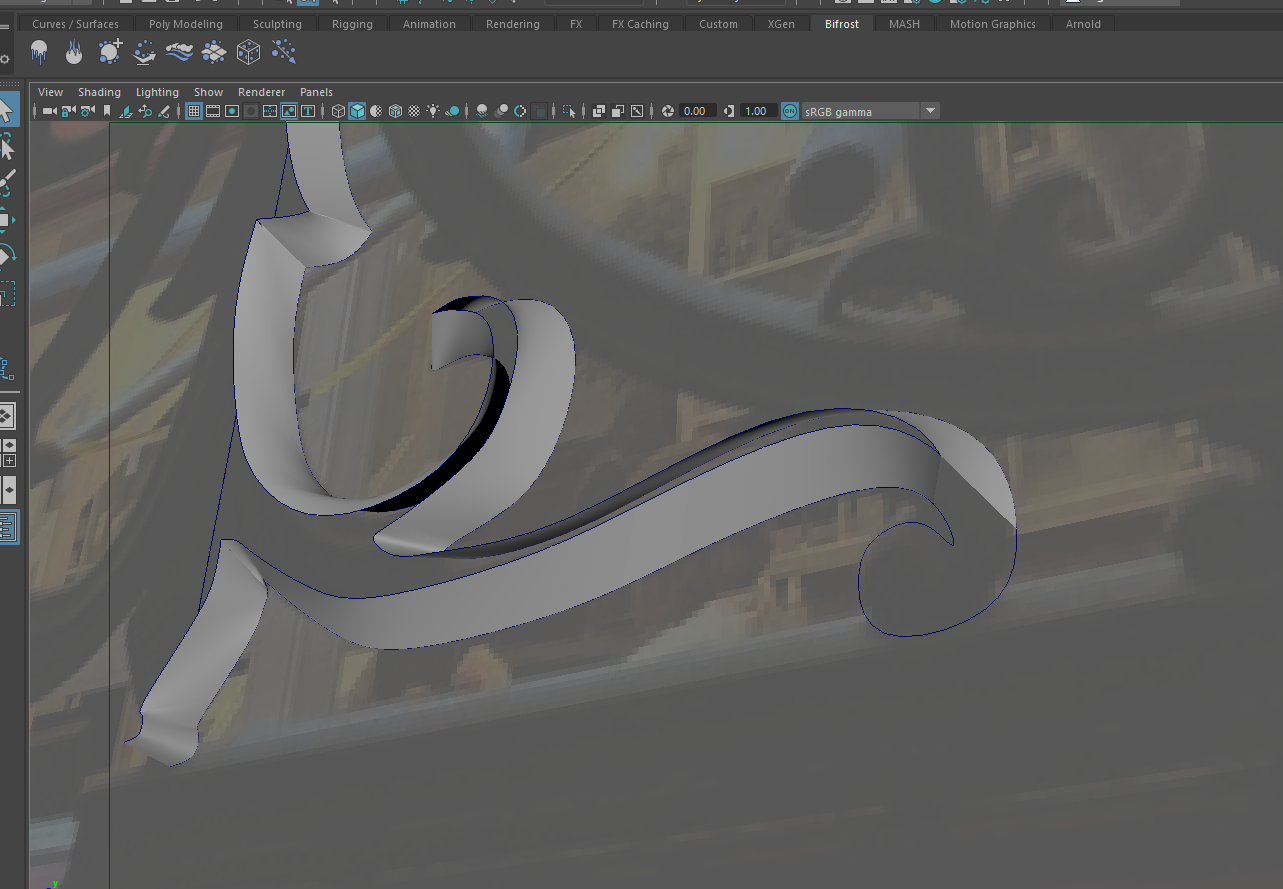 Curves / Surfaces Poly Modeling Sculpting Rigging Animation Rendering FX FX Caching Custom XGen Bifrost MASH Motion Graphics Arnold
View Shading Lighting Show Renderer Panels
0.00 1.00 ON sRGB gamma
y